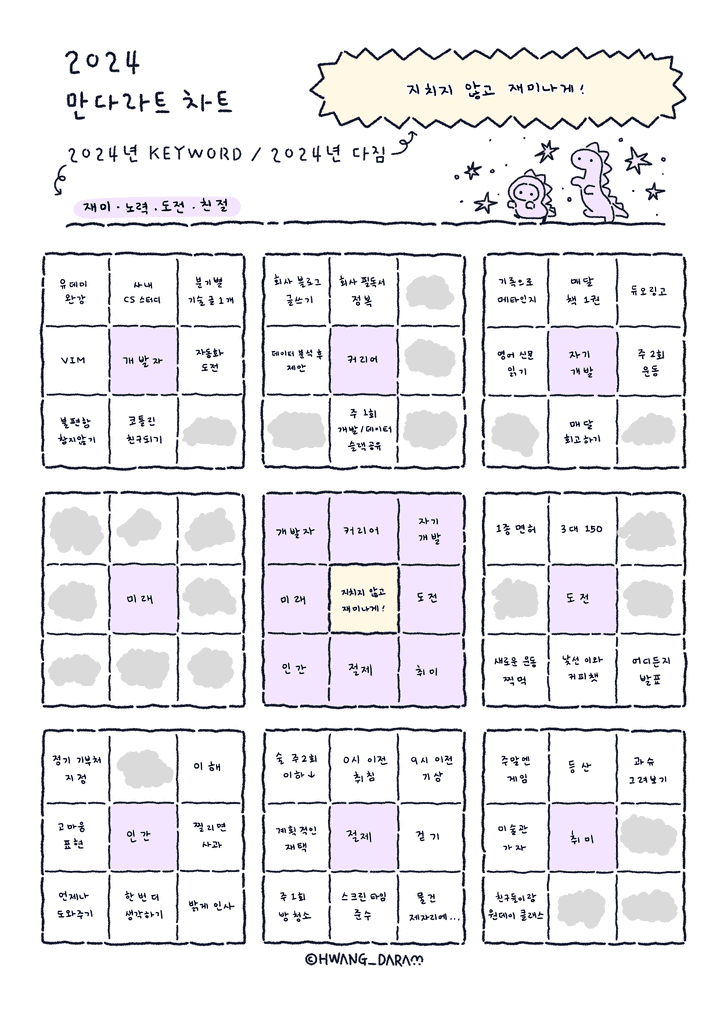 2024
만다라트 차트
지치지 않고 재미나게!
2024년 KEYWORD / 2024년 다짐
재미 · 노력 · 도전 · 친절
유데미
완강
사내
CS 스터디
분기별
기술 글 1개
VIM
개발자
자동화
도전
불편함
참지않기
코틀린
친구되기
회사 블로그
글쓰기
회사 필독서
정복
데이터 분석 후
제안
커리어
주 1회
개발/데이터
슬랙 공유
기록으로
메타인지
매달
책 1권
듀오링고
영어 신문
읽기
자기
개발
주 2회
운동
매달
회고하기
미래
개발자
커리어
자기
개발
미래
지치지 않고
재미나게!
도전
인간
절제
취미
1종 면허
3대 150
도전
새로운 운동
찍먹
낯선 이와
커피챗
어디든지
발표
정기 기부처
지정
이해
고마움
표현
인간
찔리면
사과
언제나
도와주기
한 번 더
생각하기
밝게 인사
술 주2회
이하↓
0시 이전
취침
9시 이전
기상
계획적인
재택
절제
걷기
주 1회
방 청소
스크린 타임
준수
물건
제자리에...
주말엔
게임
등산
과슈
그려보기
미술관
가자
취미
친구들이랑
원데이 클래스
©HWANG_DARAM